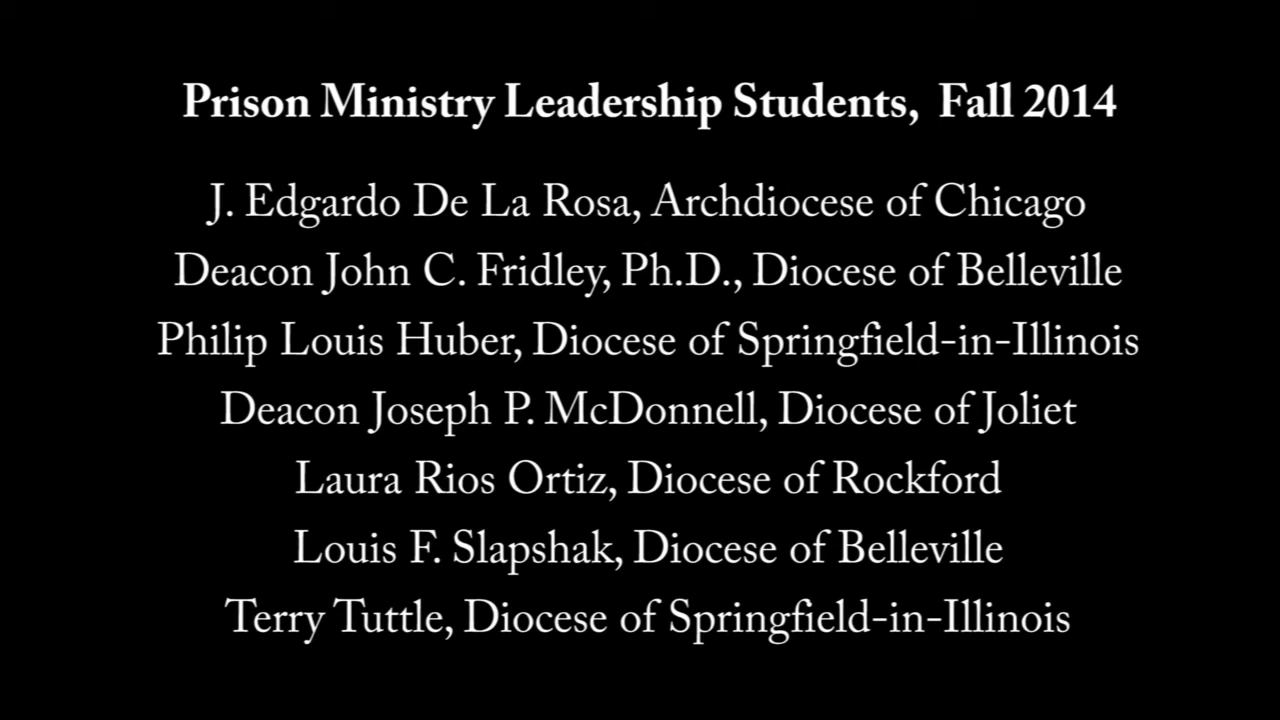 Prison Ministry Leadership Students, Fall 2014
J. Edgardo De La Rosa, Archdiocese of Chicago
Deacon John C. Fridley, Ph.D., Diocese of Belleville
Philip Louis Huber, Diocese of Springfield-in-Illinois
Deacon Joseph P. McDonnell, Diocese of Joliet
Laura Rios Ortiz, Diocese of Rockford
Louis F. Slapshak, Diocese of Belleville
Terry Tuttle, Diocese of Springfield-in-Illinois